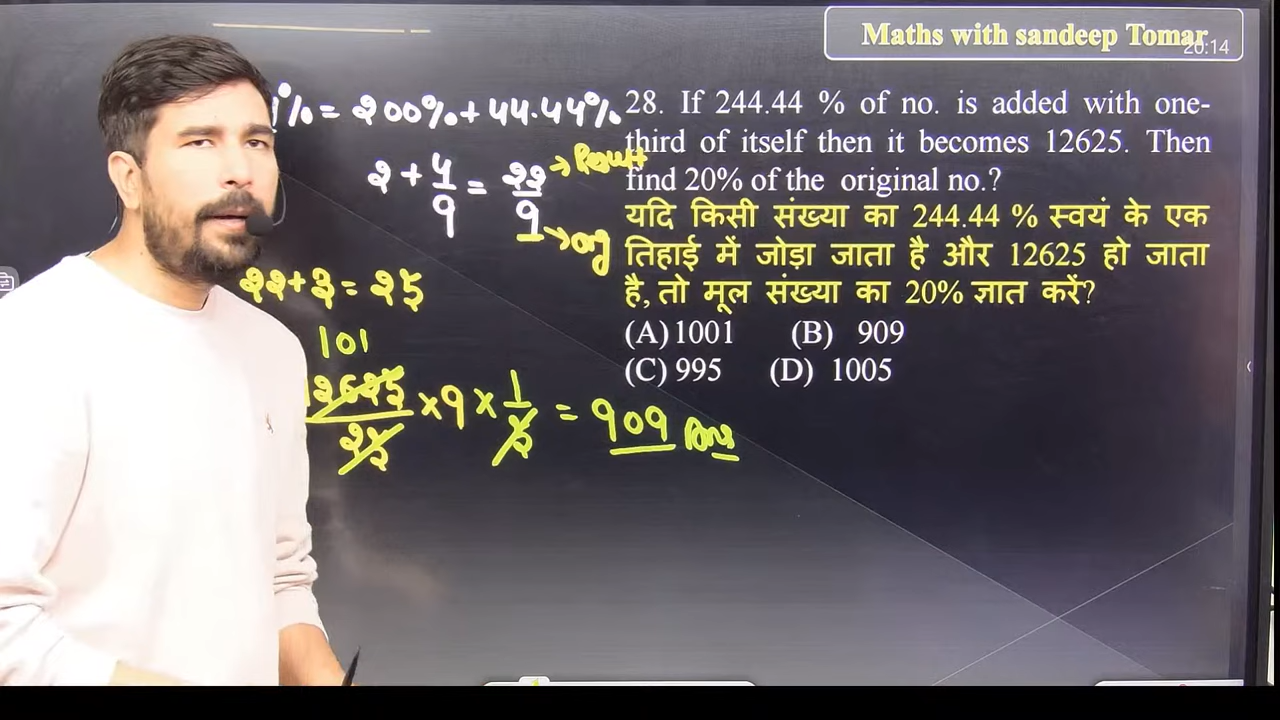 Maths with sandeep Tomar
20:14
% = 200% + 44.44%
2 + 4/9 = 22/9 → Result
→ org
22 + 3 = 25
101
12625/25 × 9 × 1/5 = 909 Ans
28. If 244.44 % of no. is added with one-
third of itself then it becomes 12625. Then
find 20% of the original no.?
यदि किसी संख्या का 244.44 % स्वयं के एक
तिहाई में जोड़ा जाता है और 12625 हो जाता
है, तो मूल संख्या का 20% ज्ञात करें?
(A) 1001 (B) 909
(C) 995 (D) 1005